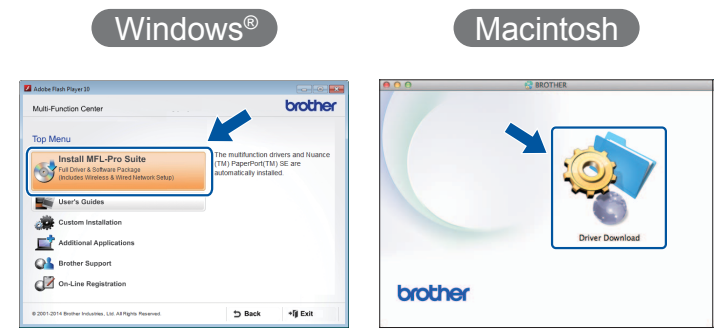 Windows®
Macintosh
Adobe Flash Player 10
Multi-Function Center
brother
Top Menu
Install MFL-Pro Suite
Full Driver & Software Package
(Includes Wireless & Wired Network Setup)
The multifunction drivers and Nuance
(TM) PaperPort(TM) SE are
automatically installed.
User's Guides
Custom Installation
Additional Applications
Brother Support
On-Line Registration
© 2001-2014 Brother Industries, Ltd. All Rights Reserved.
Back
Exit
BROTHER
Driver Download
brother